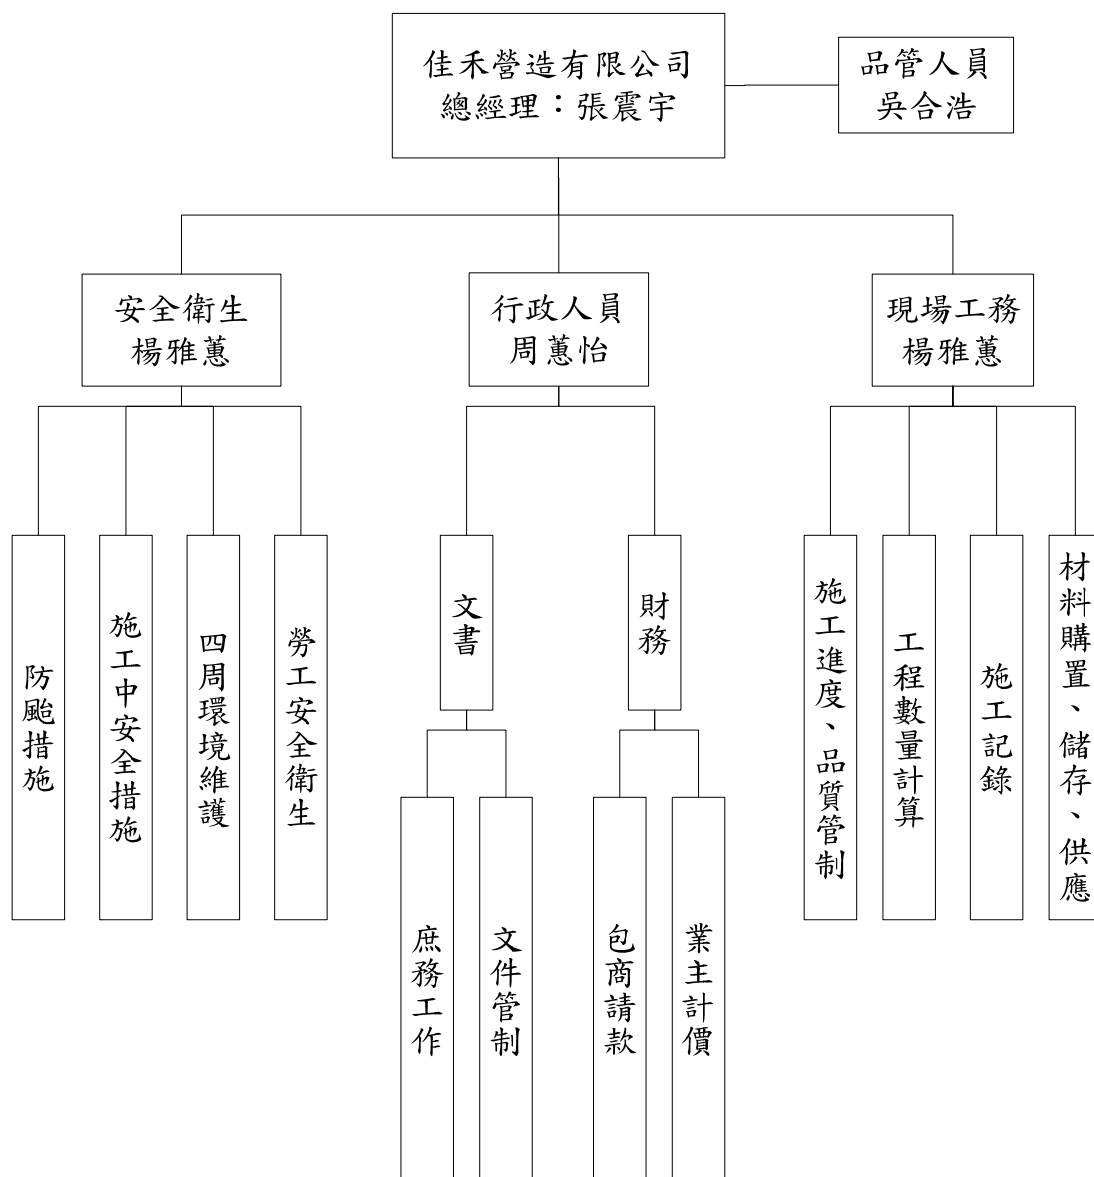 佳禾營造有限公司
總經理：張震宇
品管人員
吳合浩
安全衛生
楊雅蕙
行政人員
周蕙怡
現場工務
楊雅蕙
防颱措施
施工中安全措施
四周環境維護
勞工安全衛生
文書
財務
施工進度、品質管制
工程數量計算
施工記錄
材料購置、儲存、供應
庶務工作
文件管制
包商請款
業主計價